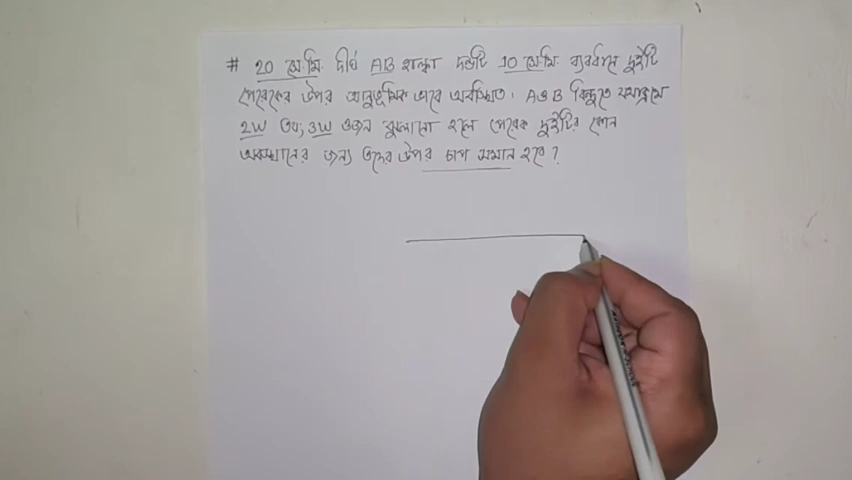 # 20 সে.মি. দীর্ঘ AB হাল্কা দন্ডটি 10 সে.মি. ব্যবধানে দুইটি
পেরেকের উপর আনুভূমিক ভাবে অবস্থিত। A ও B বিন্দুতে যথাক্রমে
2W এবং 3W ওজন ঝুলানো হলে পেরেক দুইটির কোন
অবস্থানের জন্য তাদের উপর চাপ সমান হবে?